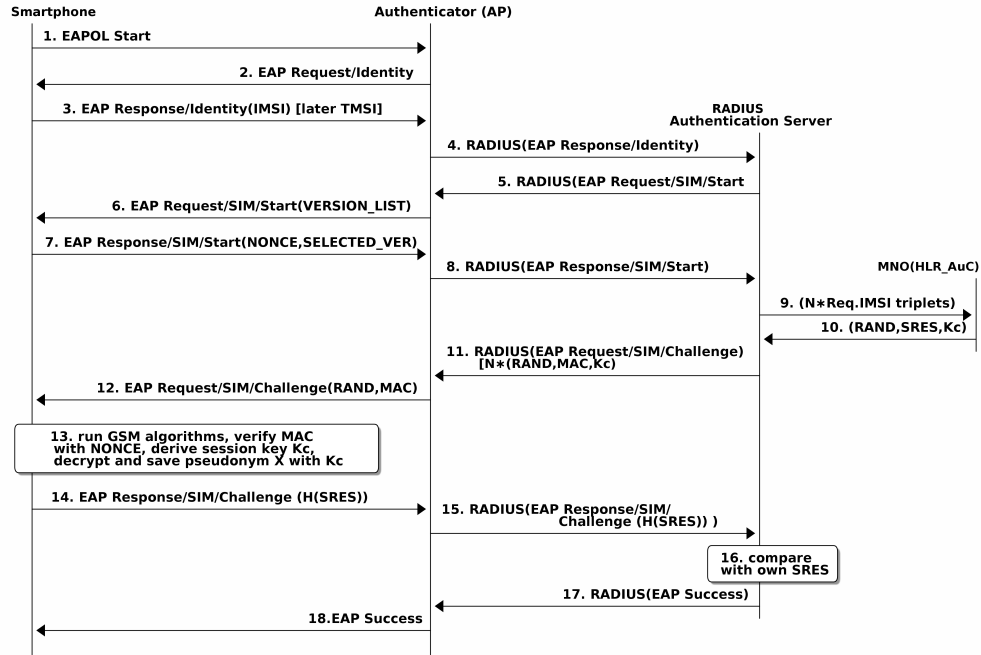 Smartphone
Authenticator (AP)
1. EAPOL Start
2. EAP Request/Identity
3. EAP Response/Identity(IMSI) [later TMSI]
RADIUS
Authentication Server
4. RADIUS(EAP Response/Identity)
5. RADIUS(EAP Request/SIM/Start
6. EAP Request/SIM/Start(VERSION_LIST)
7. EAP Response/SIM/Start(NONCE,SELECTED_VER)
8. RADIUS(EAP Response/SIM/Start)
MNO(HLR_AuC)
9. (N∗Req.IMSI triplets)
10. (RAND,SRES,Kc)
11. RADIUS(EAP Request/SIM/Challenge)
[N∗(RAND,MAC,Kc)
12. EAP Request/SIM/Challenge(RAND,MAC)
13. run GSM algorithms, verify MAC
with NONCE, derive session key Kc,
decrypt and save pseudonym X with Kc
14. EAP Response/SIM/Challenge (H(SRES))
15. RADIUS(EAP Response/SIM/
Challenge (H(SRES)) )
16. compare
with own SRES
17. RADIUS(EAP Success)
18.EAP Success